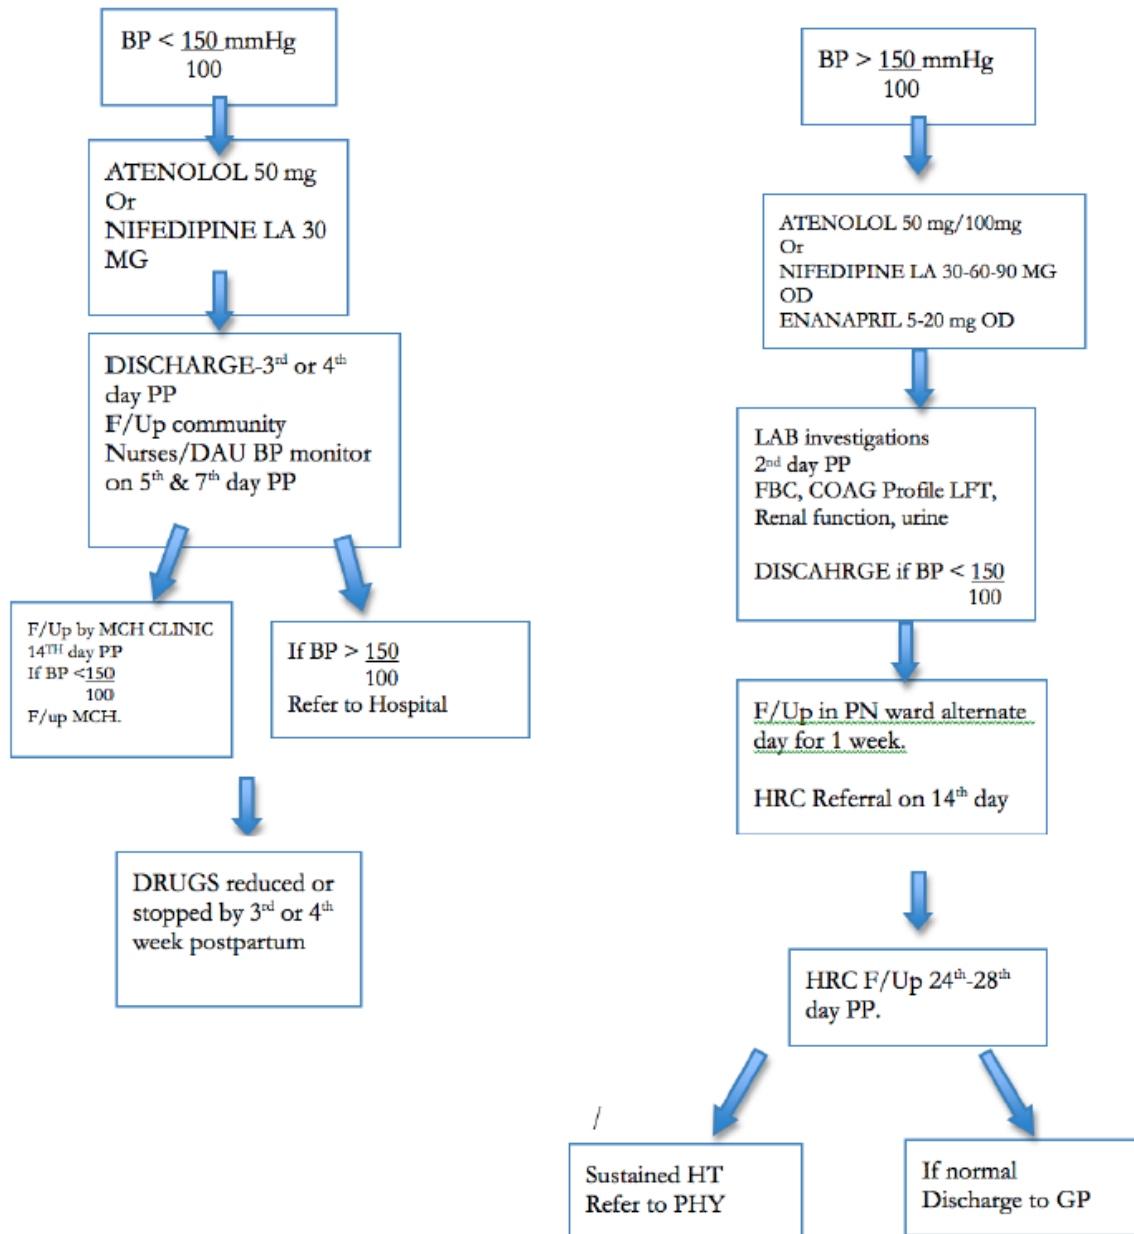 BP < 150 mmHg
100
ATENOLOL 50 mg
Or
NIFEDIPINE LA 30
MG
DISCHARGE-3rd or 4th
day PP
F/Up community
Nurses/DAU BP monitor
on 5th & 7th day PP
F/Up by MCH CLINIC
14TH day PP
If BP <150
100
F/up MCH.
If BP > 150
100
Refer to Hospital
DRUGS reduced or
stopped by 3rd or 4th
week postpartum
BP > 150 mmHg
100
ATENOLOL 50 mg/100mg
Or
NIFEDIPINE LA 30-60-90 MG
OD
ENANAPRIL 5-20 mg OD
LAB investigations
2nd day PP
FBC, COAG Profile LFT,
Renal function, urine
DISCAHRGE if BP < 150
100
F/Up in PN ward alternate
day for 1 week.
HRC Referral on 14th day
HRC F/Up 24th-28th
day PP.
/
Sustained HT
Refer to PHY
If normal
Discharge to GP